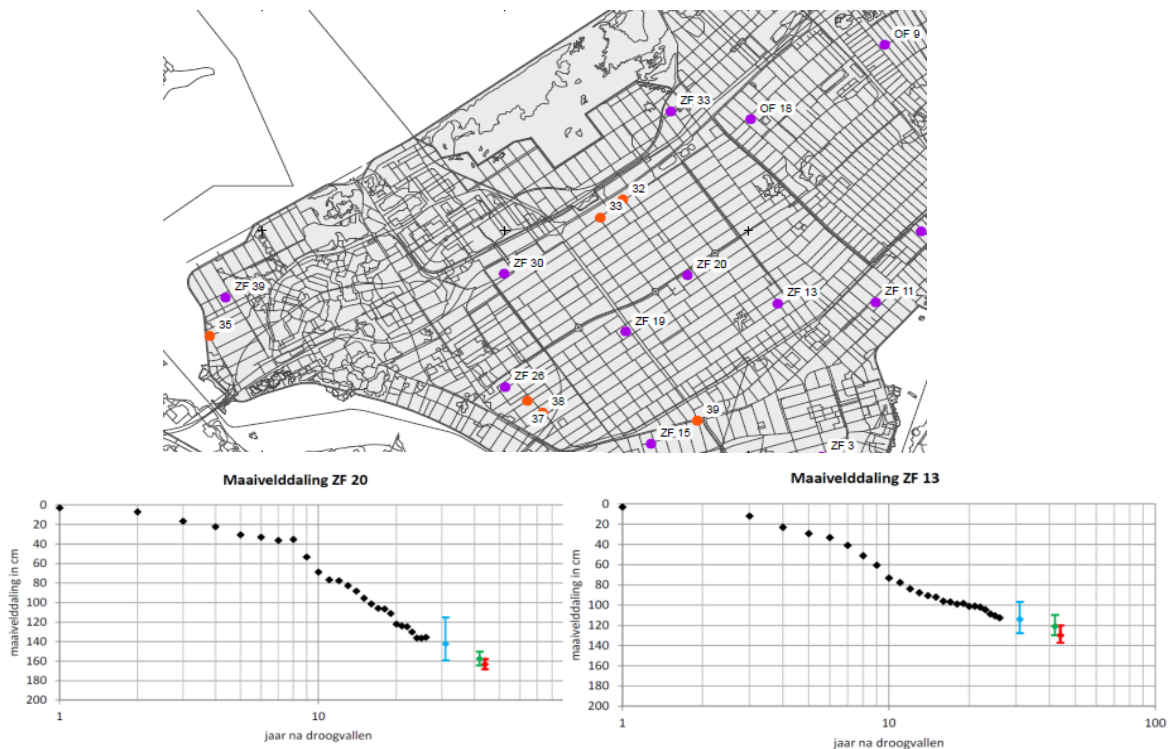 OF 9
ZF 33
OF 18
32
33
ZF 30
ZF 20
ZF 39
ZF 13
ZF 11
35
ZF 19
ZF 26
38
37
39
ZF 15
ZF 3
Maaivelddaling ZF 20
0
20
40
60
80
100
120
140
160
180
200
maaivelddaling in cm
1
10
jaar na droogvallen
Maaivelddaling ZF 13
0
20
40
60
80
100
120
140
160
180
200
maaivelddaling in cm
1
10
100
jaar na droogvallen